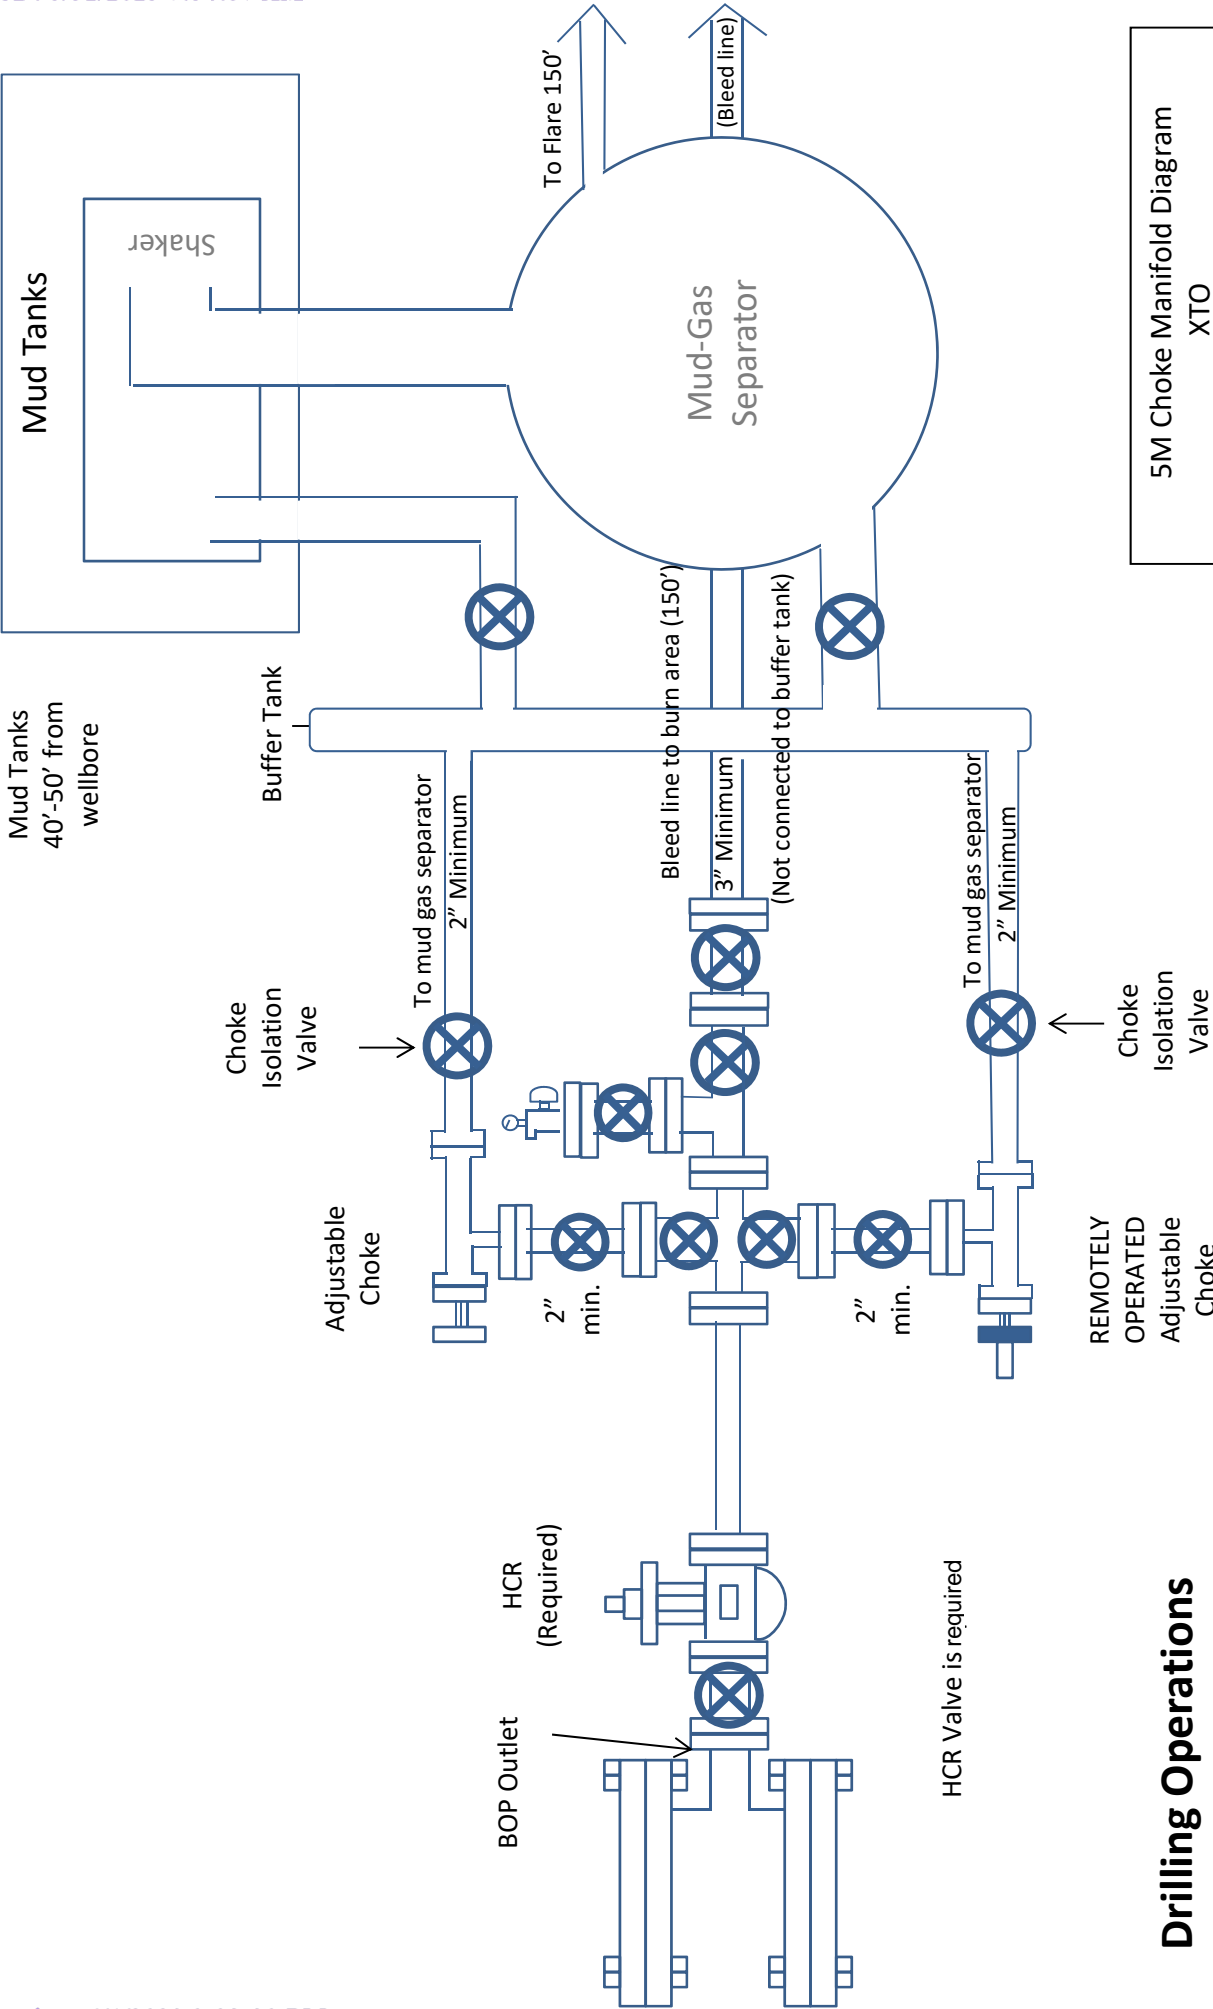 Mud Tanks
Shaker
Mud Tanks
40’-50’ from
wellbore
To Flare 150’
(Bleed line)
Mud-Gas
Separator
Buffer Tank
Bleed line to burn area (150’)
3” Minimum
(Not connected to buffer tank)
To mud gas separator
2” Minimum
To mud gas separator
2” Minimum
Choke
Isolation
Valve
Choke
Isolation
Valve
Adjustable
Choke
2”
min.
2”
min.
REMOTELY
OPERATED
Adjustable
Choke
HCR
(Required)
BOP Outlet
HCR Valve is required
Drilling Operations
5M Choke Manifold Diagram
XTO